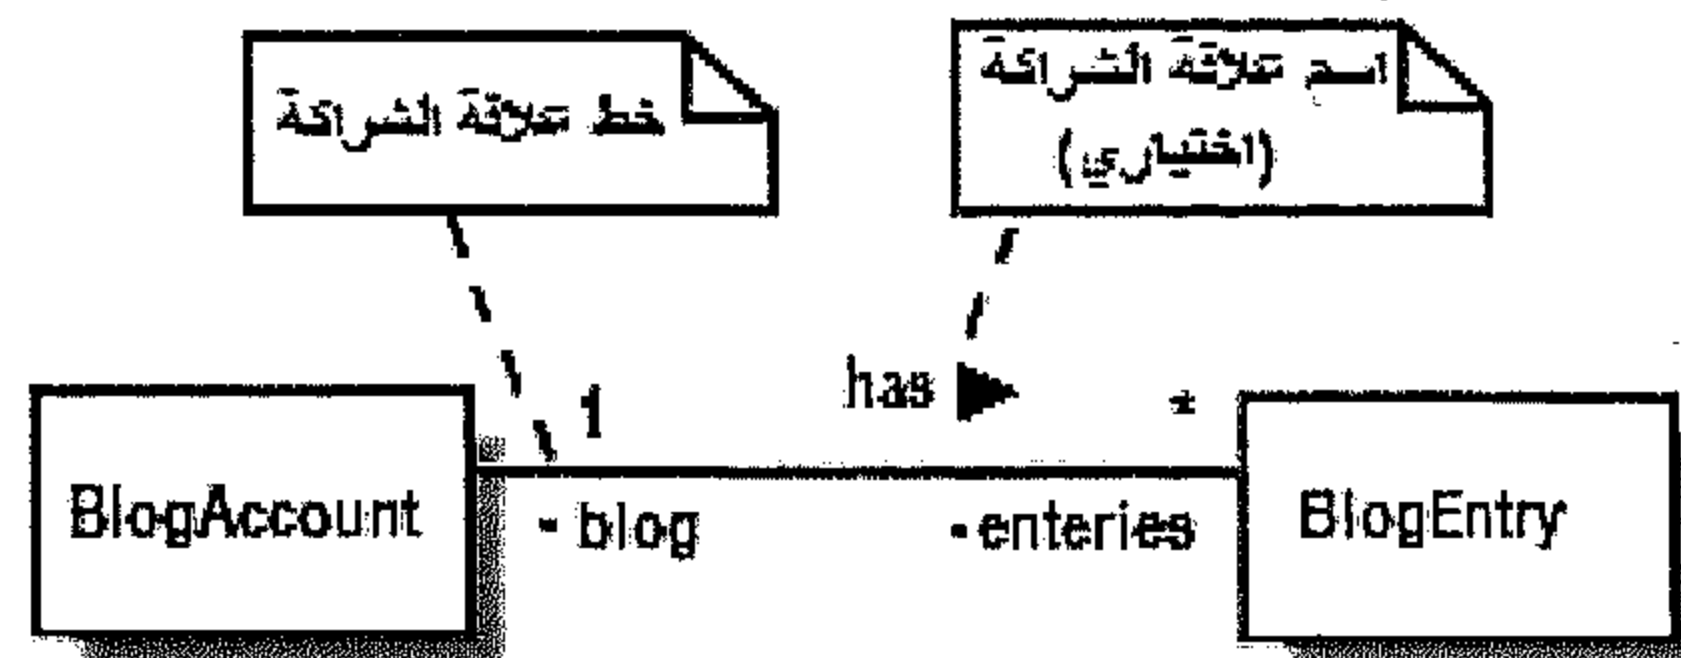 خط علاقة الشراكة
اسم علاقة الشراكة
(اختياري)
has
1
*
BlogAccount
- blog
- enteries
BlogEntry